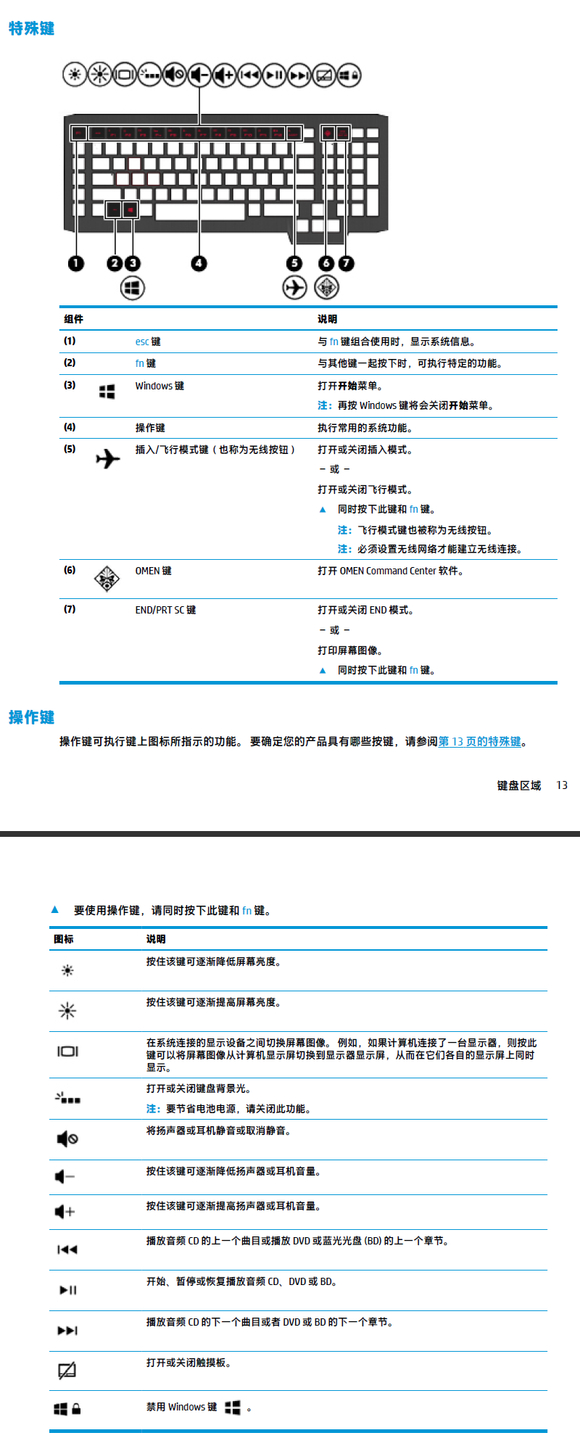 特殊键
1 2 3 4 5 6 7
组件 说明
(1) esc 键 与 fn 键组合使用时，显示系统信息。
(2) fn 键 与其他键一起按下时，可执行特定的功能。
(3) Windows 键 打开开始菜单。
注：再按 Windows 键将会关闭开始菜单。
(4) 操作键 执行常用的系统功能。
(5) 插入/飞行模式键（也称为无线按钮） 打开或关闭插入模式。
– 或 –
打开或关闭飞行模式。
▲ 同时按下此键和 fn 键。
注：飞行模式键也被称为无线按钮。
注：必须设置无线网络才能建立无线连接。
(6) OMEN 键 打开 OMEN Command Center 软件。
(7) END/PRT SC 键 打开或关闭 END 模式。
– 或 –
打印屏幕图像。
▲ 同时按下此键和 fn 键。
操作键
操作键可执行键上图标所指示的功能。 要确定您的产品具有哪些按键，请参阅第 13 页的特殊键。
键盘区域 13
▲ 要使用操作键，请同时按下此键和 fn 键。
图标 说明
按住该键可逐渐降低屏幕亮度。
按住该键可逐渐提高屏幕亮度。
在系统连接的显示设备之间切换屏幕图像。 例如，如果计算机连接了一台显示器，则按此
键可以将屏幕图像从计算机显示屏切换到显示器显示屏，从而在它们各自的显示屏上同时
显示。
打开或关闭键盘背景光。
注：要节省电池电源，请关闭此功能。
将扬声器或耳机静音或取消静音。
按住该键可逐渐降低扬声器或耳机音量。
按住该键可逐渐提高扬声器或耳机音量。
播放音频 CD 的上一个曲目或播放 DVD 或蓝光光盘 (BD) 的上一个章节。
开始、暂停或恢复播放音频 CD、DVD 或 BD。
播放音频 CD 的下一个曲目或者 DVD 或 BD 的下一个章节。
打开或关闭触摸板。
禁用 Windows 键 。